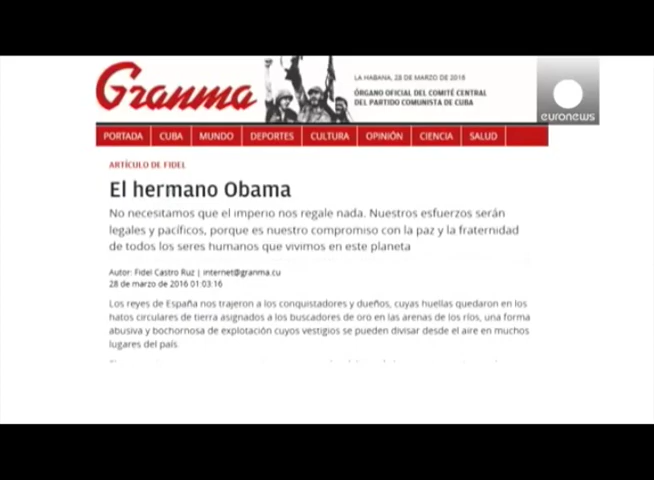 Granma
LA HABANA, 28 DE MARZO DE 2016
ÓRGANO OFICIAL DEL COMITÉ CENTRAL
DEL PARTIDO COMUNISTA DE CUBA
euronews
PORTADA CUBA MUNDO DEPORTES CULTURA OPINIÓN CIENCIA SALUD
ARTÍCULO DE FIDEL
El hermano Obama
No necesitamos que el imperio nos regale nada. Nuestros esfuerzos serán
legales y pacíficos, porque es nuestro compromiso con la paz y la fraternidad
de todos los seres humanos que vivimos en este planeta
Autor: Fidel Castro Ruz | internet@granma.cu
28 de marzo de 2016 01:03:16
Los reyes de España nos trajeron a los conquistadores y dueños, cuyas huellas quedaron en los
hatos circulares de tierra asignados a los buscadores de oro en las arenas de los ríos, una forma
abusiva y bochornosa de explotación cuyos vestigios se pueden divisar desde el aire en muchos
lugares del país.